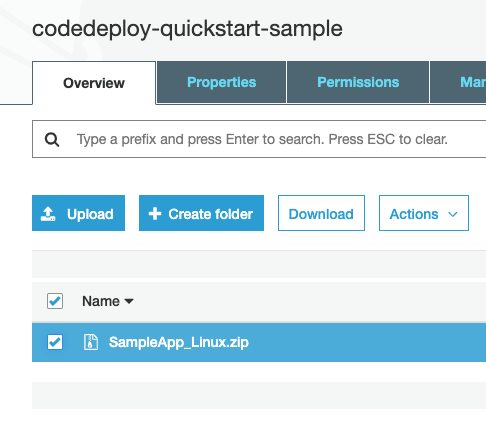 codedeploy-quickstart-sample
Overview Properties Permissions
Type a prefix and press Enter to search. Press ESC to clear.
Upload Create folder Download Actions
Name
SampleApp_Linux.zip